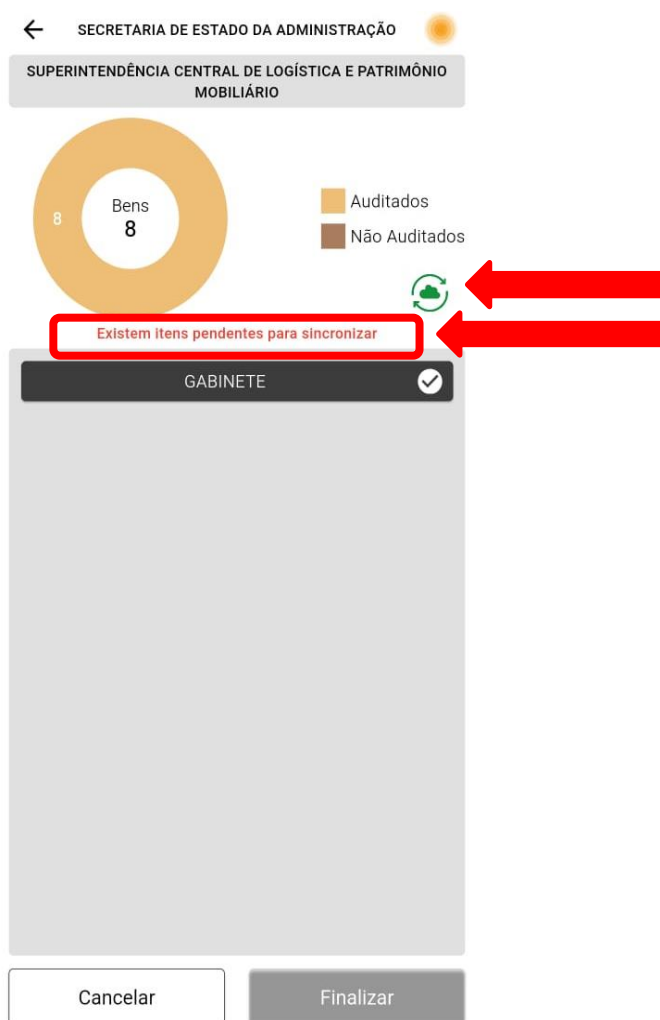 SECRETARIA DE ESTADO DA ADMINISTRAÇÃO
SUPERINTENDÊNCIA CENTRAL DE LOGÍSTICA E PATRIMÔNIO
MOBILIÁRIO
8
Bens
8
Auditados
Não Auditados
Existem itens pendentes para sincronizar
GABINETE
Cancelar
Finalizar